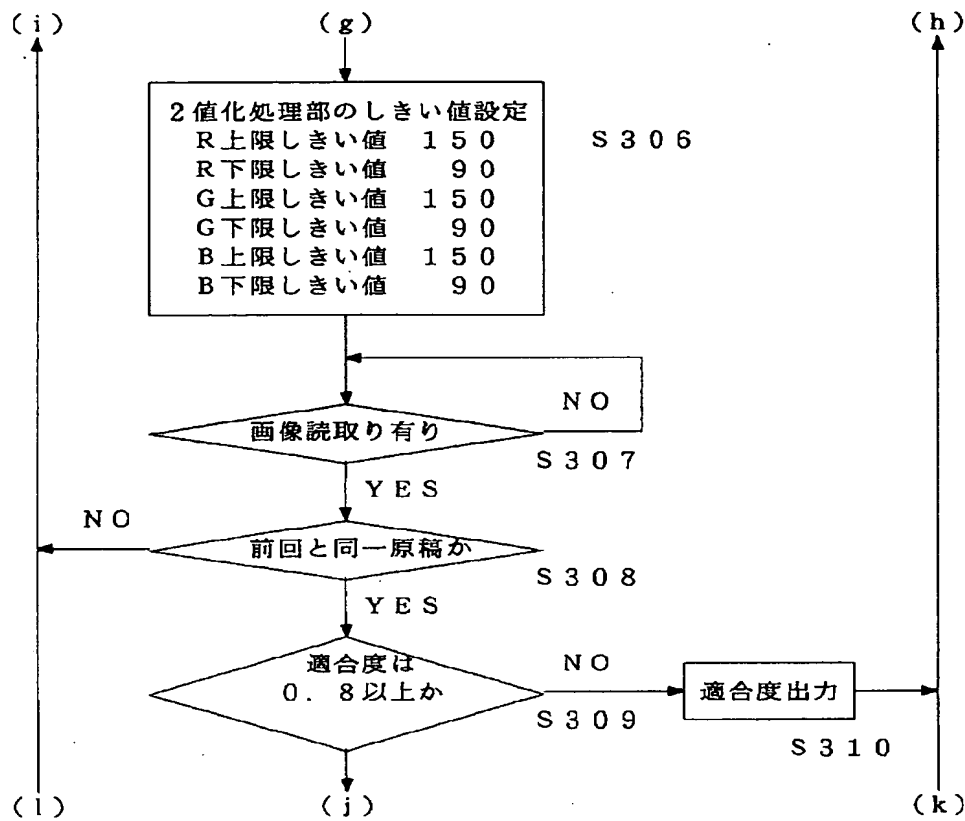 (i)
(g)
(h)
2値化処理部のしきい値設定
R上限しきい値 150
R下限しきい値 90
G上限しきい値 150
G下限しきい値 90
B上限しきい値 150
B下限しきい値 90
S306
NO
画像読取り有り
S307
YES
NO
前回と同一原稿か
S308
YES
適合度は
0.8以上か
NO
S309
適合度出力
S310
(l)
(j)
(k)